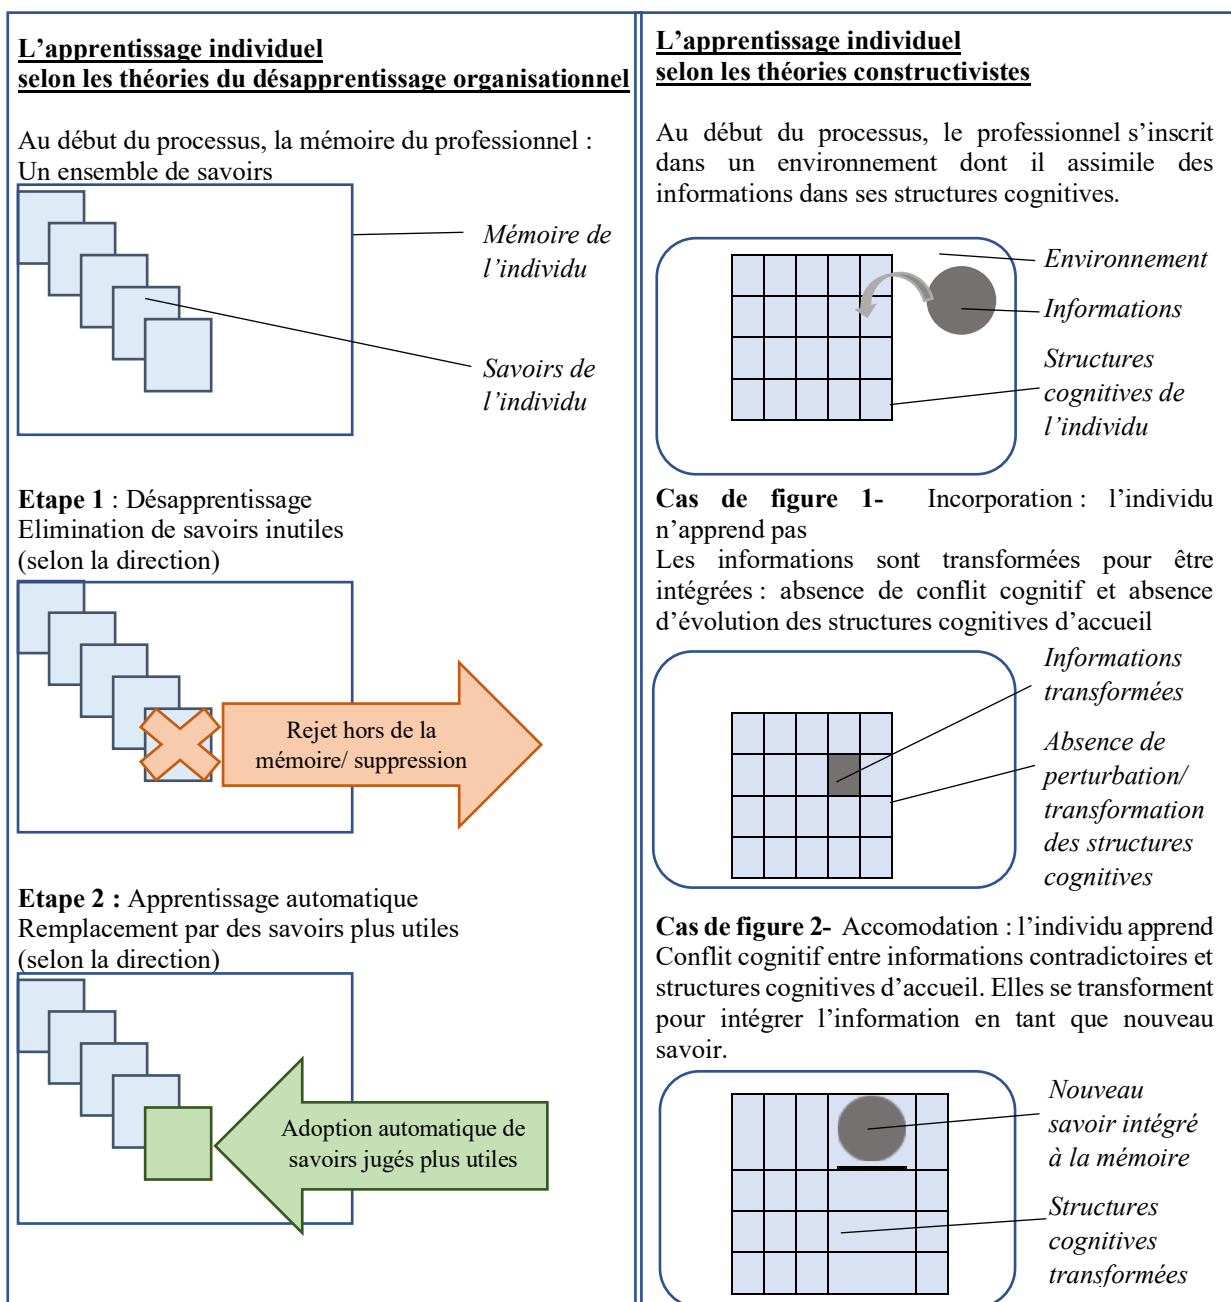 L’apprentissage individuel
selon les théories du désapprentissage organisationnel
Au début du processus, la mémoire du professionnel :
Un ensemble de savoirs
Mémoire de
l’individu
Savoirs de
l’individu
Etape 1 : Désapprentissage
Elimination de savoirs inutiles
(selon la direction)
Rejet hors de la
mémoire/ suppression
Etape 2 : Apprentissage automatique
Remplacement par des savoirs plus utiles
(selon la direction)
Adoption automatique de
savoirs jugés plus utiles
L’apprentissage individuel
selon les théories constructivistes
Au début du processus, le professionnel s’inscrit
dans un environnement dont il assimile des
informations dans ses structures cognitives.
Environnement
Informations
Structures
cognitives de
l’individu
Cas de figure 1- Incorporation : l’individu
n’apprend pas
Les informations sont transformées pour être
intégrées : absence de conflit cognitif et absence
d’évolution des structures cognitives d’accueil
Informations
transformées
Absence de
perturbation/
transformation
des structures
cognitives
Cas de figure 2- Accomodation : l’individu apprend
Conflit cognitif entre informations contradictoires et
structures cognitives d’accueil. Elles se transforment
pour intégrer l’information en tant que nouveau
savoir.
Nouveau
savoir intégré
à la mémoire
Structures
cognitives
transformées